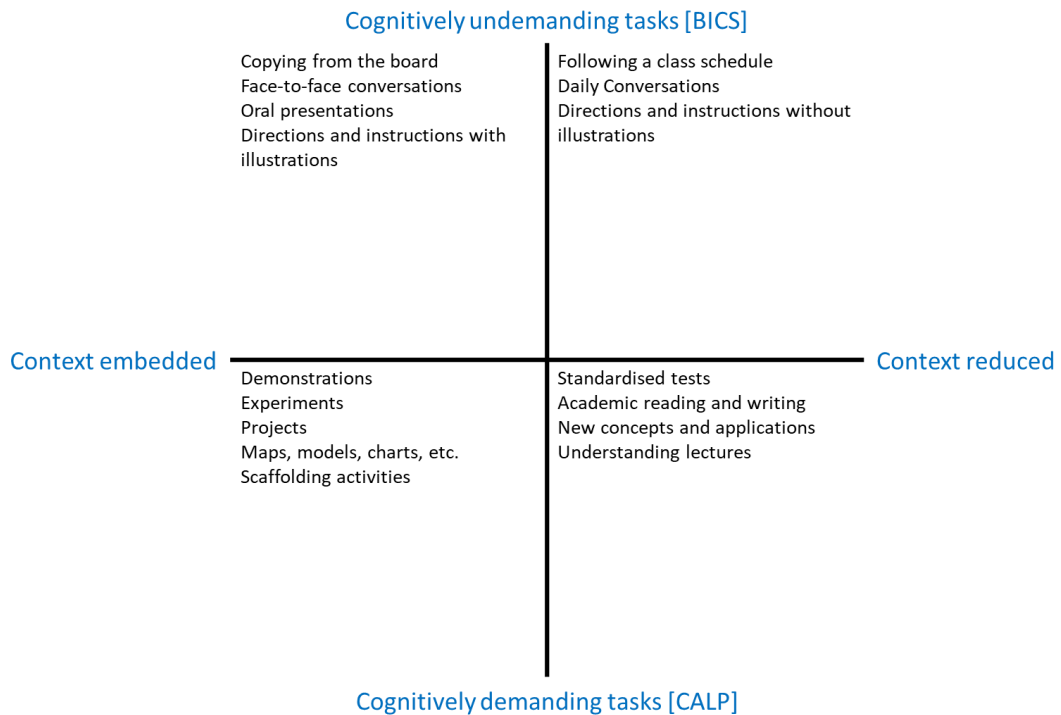 Cognitively undemanding tasks [BICS]
Copying from the board
Face-to-face conversations
Oral presentations
Directions and instructions with
illustrations
Following a class schedule
Daily Conversations
Directions and instructions without
illustrations
Context embedded
Context reduced
Demonstrations
Experiments
Projects
Maps, models, charts, etc.
Scaffolding activities
Standardised tests
Academic reading and writing
New concepts and applications
Understanding lectures
Cognitively demanding tasks [CALP]